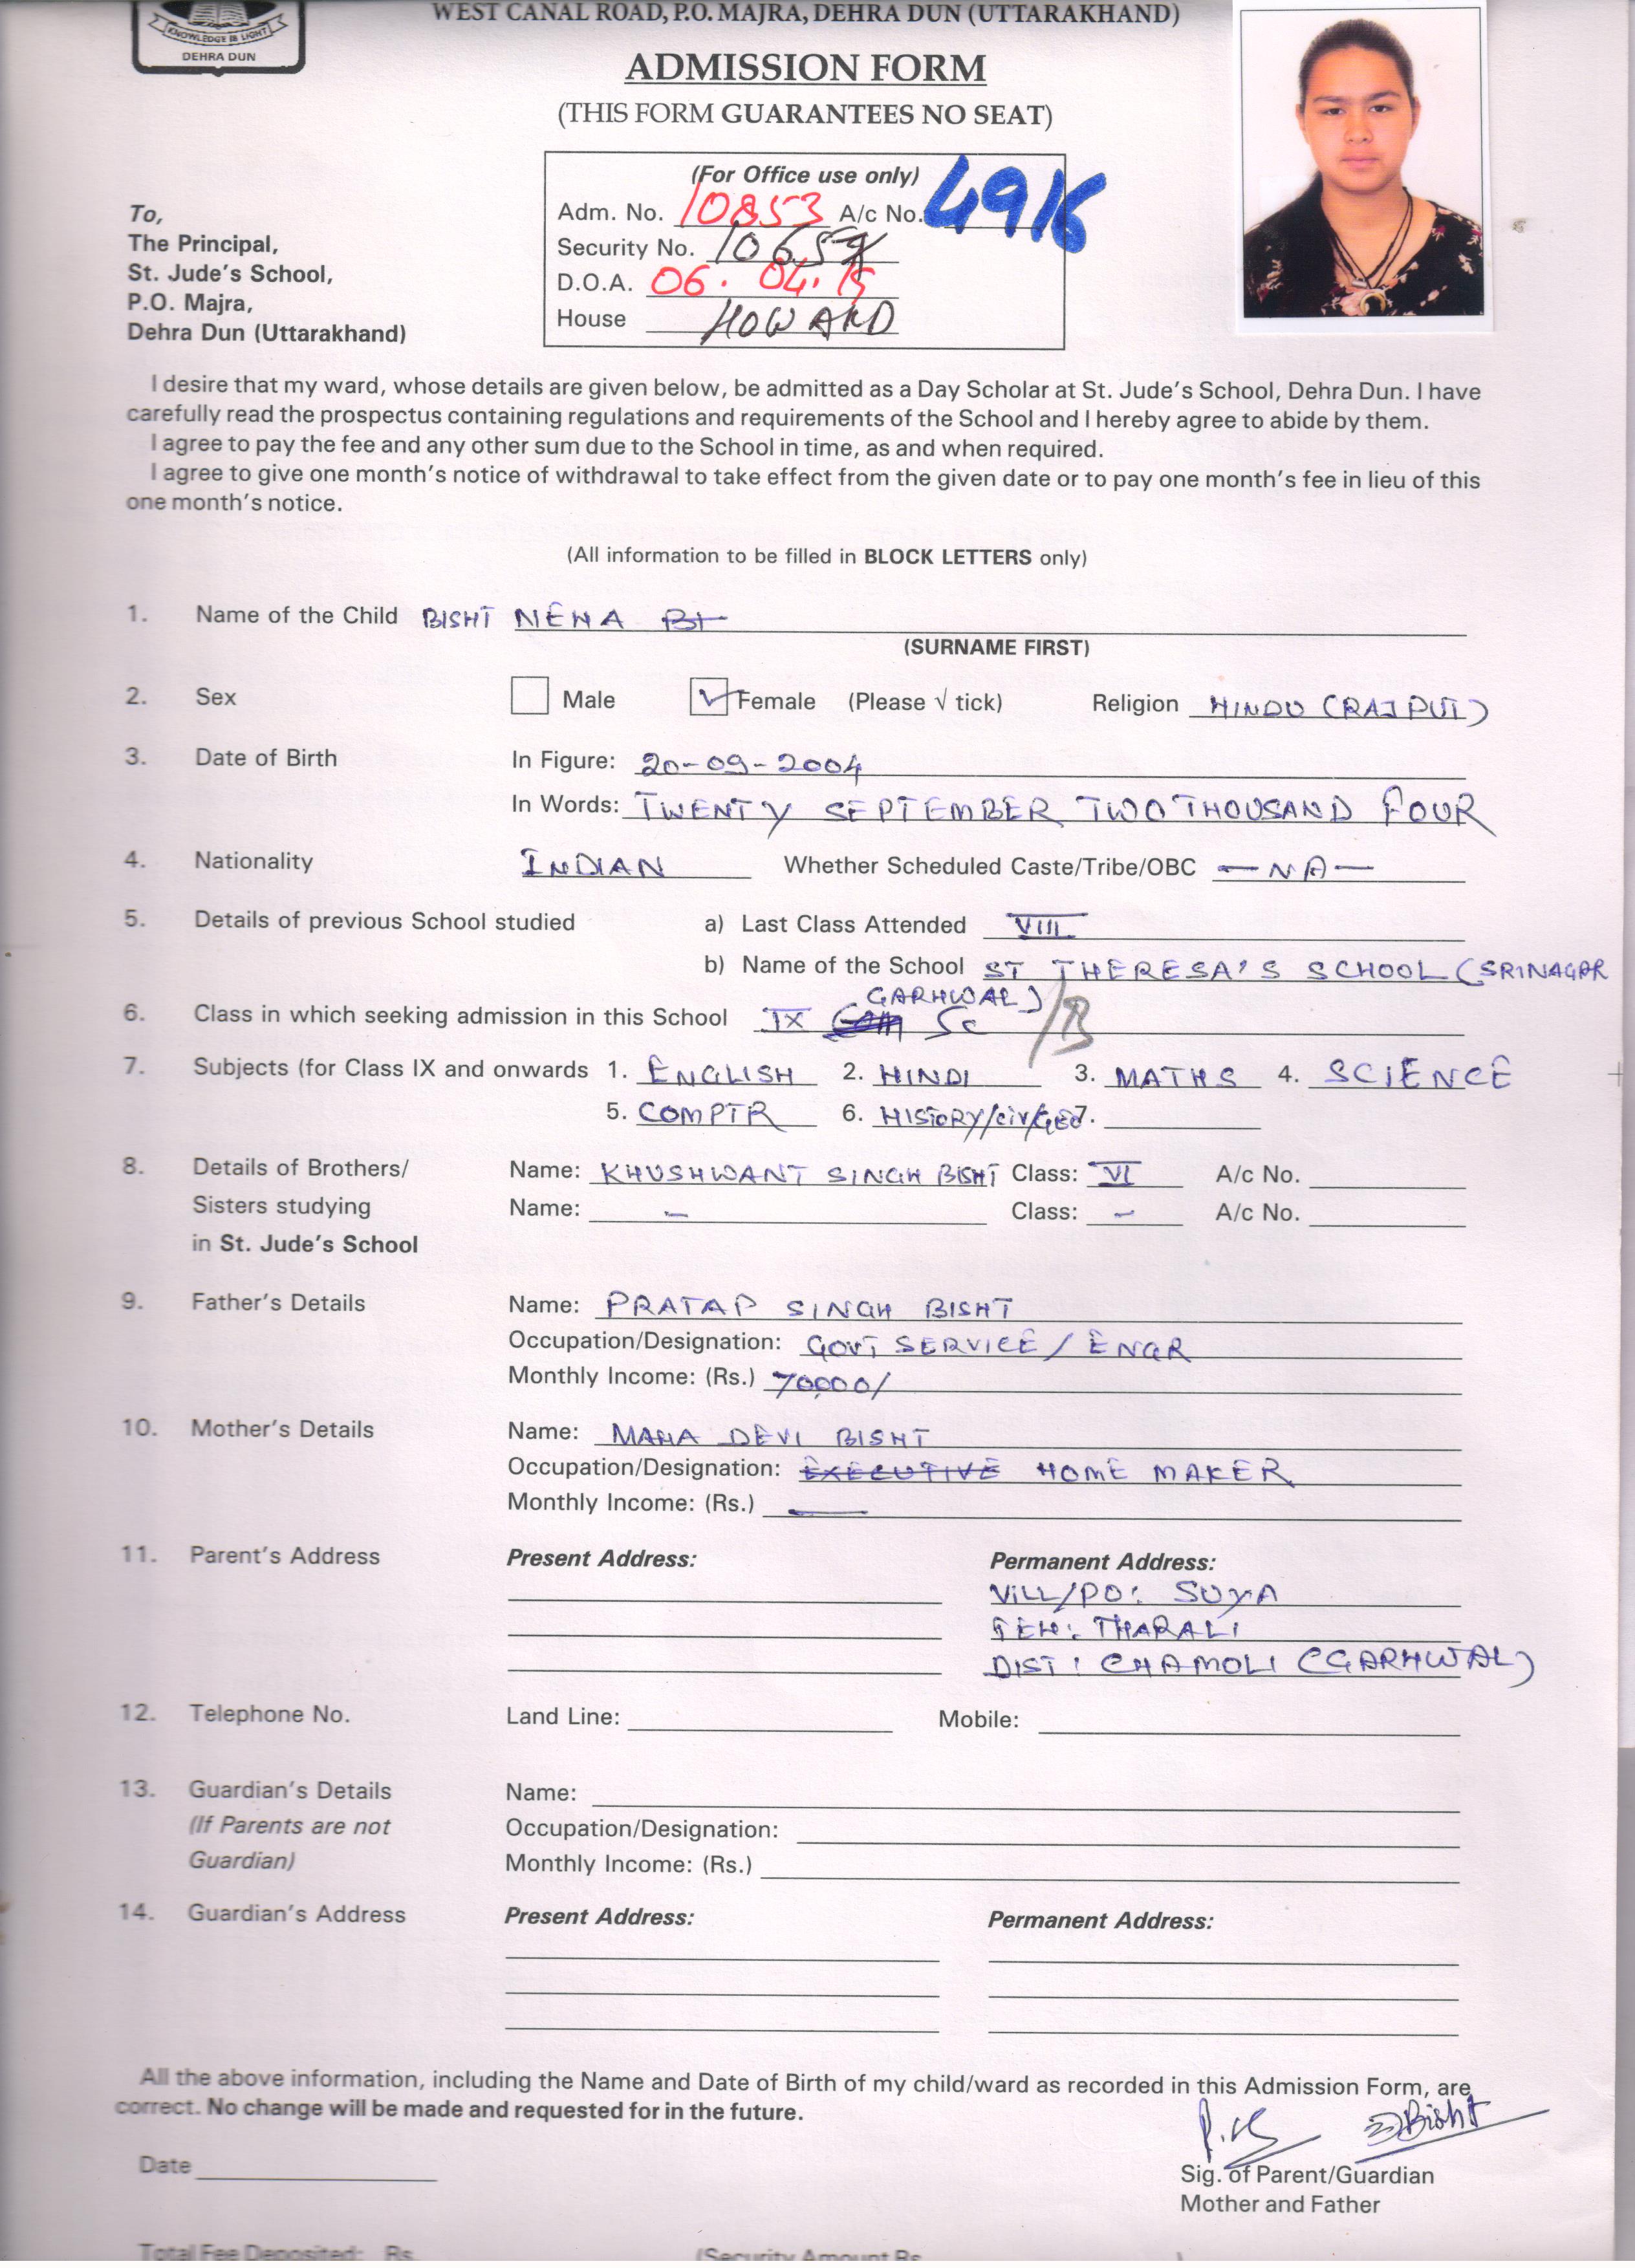 WEST CANAL ROAD, P.O. MAJRA, DEHRA DUN (UTTARAKHAND)
KNOWLEDGE IS LIGHT
DEHRA DUN
ADMISSION FORM
(THIS FORM GUARANTEES NO SEAT)
(For Office use only)
Adm. No. 10853 A/c No. 4916
Security No.
D.O.A. 06.04.15
House HOWARD
To,
The Principal,
St. Jude's School,
P.O. Majra,
Dehra Dun (Uttarakhand)
I desire that my ward, whose details are given below, be admitted as a Day Scholar at St. Jude's School, Dehra Dun. I have
carefully read the prospectus containing regulations and requirements of the School and I hereby agree to abide by them.
I agree to pay the fee and any other sum due to the School in time, as and when required.
I agree to give one month's notice of withdrawal to take effect from the given date or to pay one month's fee in lieu of this
one month's notice.
(All information to be filled in BLOCK LETTERS only)
1. Name of the Child BISHT NEHA
(SURNAME FIRST)
2. Sex Male Female (Please √ tick) Religion HINDU (RAJPUT)
3. Date of Birth In Figure: 20-09-2004
In Words: TWENTY SEPTEMBER TWO THOUSAND FOUR
4. Nationality INDIAN Whether Scheduled Caste/Tribe/OBC — NA —
5. Details of previous School studied a) Last Class Attended VIII
b) Name of the School ST THERESA'S SCHOOL (SRINAGAR
GARHWAL)
6. Class in which seeking admission in this School IX Sc /B
7. Subjects (for Class IX and onwards 1. ENGLISH 2. HINDI 3. MATHS 4. SCIENCE
5. COMPTR 6. HISTORY/CIV/GEO 7.
8. Details of Brothers/ Name: KHUSHWANT SINGH BISHT Class: VI A/c No.
Sisters studying Name: - Class: - A/c No.
in St. Jude's School
9. Father's Details Name: PRATAP SINGH BISHT
Occupation/Designation: GOVT SERVICE / ENGR
Monthly Income: (Rs.) 70000/
10. Mother's Details Name: MAHA DEVI BISHT
Occupation/Designation: EXECUTIVE HOME MAKER
Monthly Income: (Rs.) —
11. Parent's Address Present Address: Permanent Address:
VILL/PO: SUYA
TEH: THARALI
DIST: CHAMOLI (GARHWAL)
12. Telephone No. Land Line: Mobile:
13. Guardian's Details Name:
(If Parents are not Occupation/Designation:
Guardian) Monthly Income: (Rs.)
14. Guardian's Address Present Address: Permanent Address:
All the above information, including the Name and Date of Birth of my child/ward as recorded in this Admission Form, are
correct. No change will be made and requested for in the future.
Bisht
Date
Sig. of Parent/Guardian
Mother and Father
Total Fee Deposited: Rs. (Security Amount Rs. )